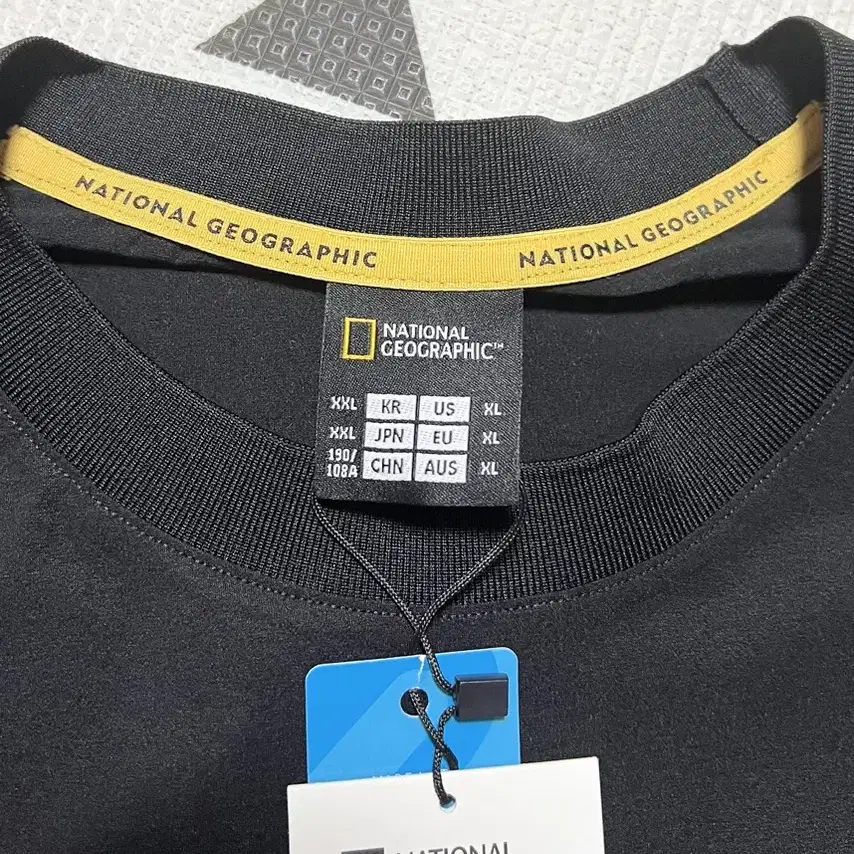 NATIONAL GEOGRAPHIC
NATIONAL GEOGRAPHIC
NATIONAL
GEOGRAPHIC™
XXL KR US XL
XXL JPN EU XL
190/
108A CHN AUS XL
NATIONAL